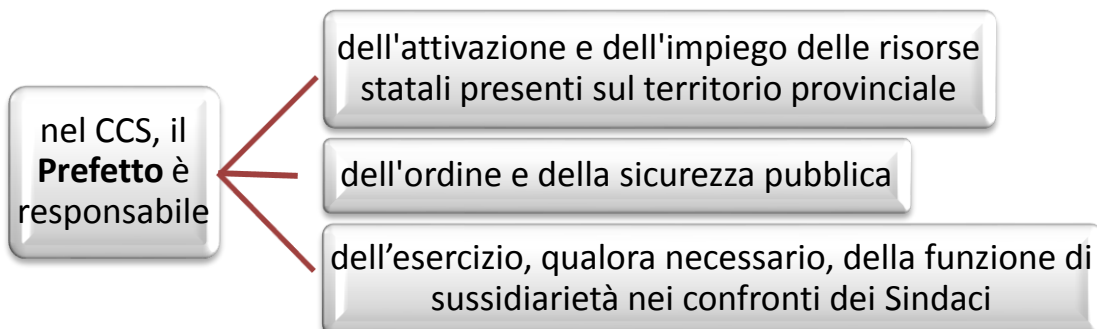 nel CCS, il
Prefetto è
responsabile
dell'attivazione e dell'impiego delle risorse
statali presenti sul territorio provinciale
dell'ordine e della sicurezza pubblica
dell’esercizio, qualora necessario, della funzione di
sussidiarietà nei confronti dei Sindaci